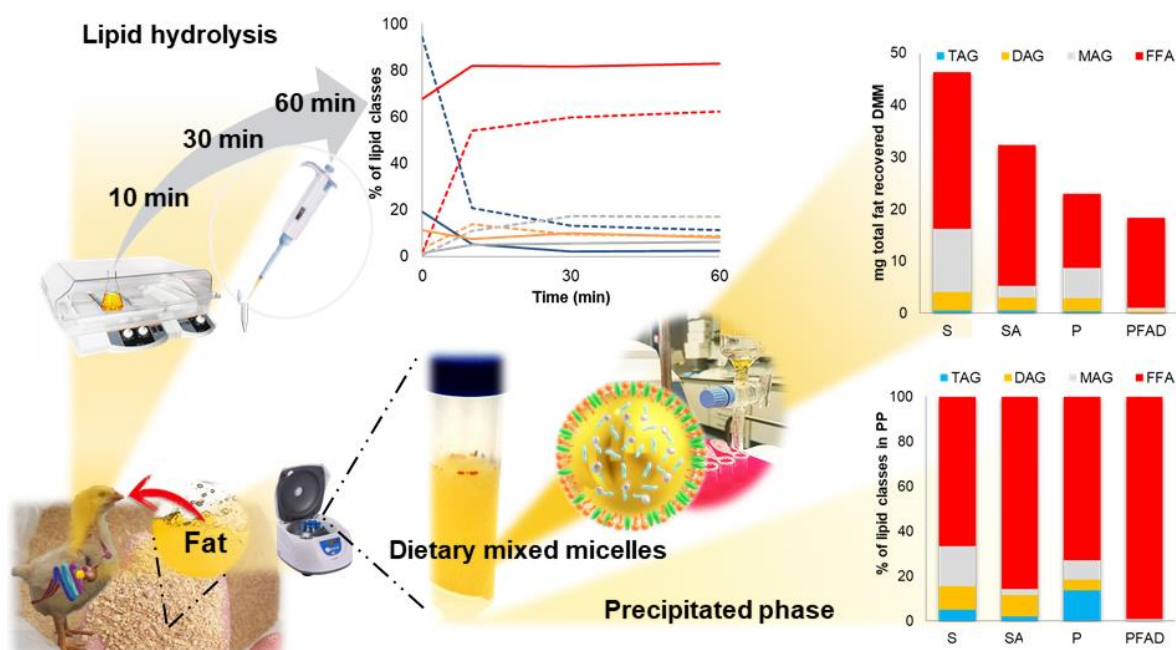 Lipid hydrolysis
10 min
30 min
60 min
% of lipid classes
100
80
60
40
20
0
0
30
60
Time (min)
TAG DAG MAG FFA
mg total fat recovered DMM
50
40
30
20
10
0
S SA P PFAD
Fat
Dietary mixed micelles
Precipitated phase
TAG DAG MAG FFA
% of lipid classes in PP
100
80
60
40
20
0
S SA P PFAD